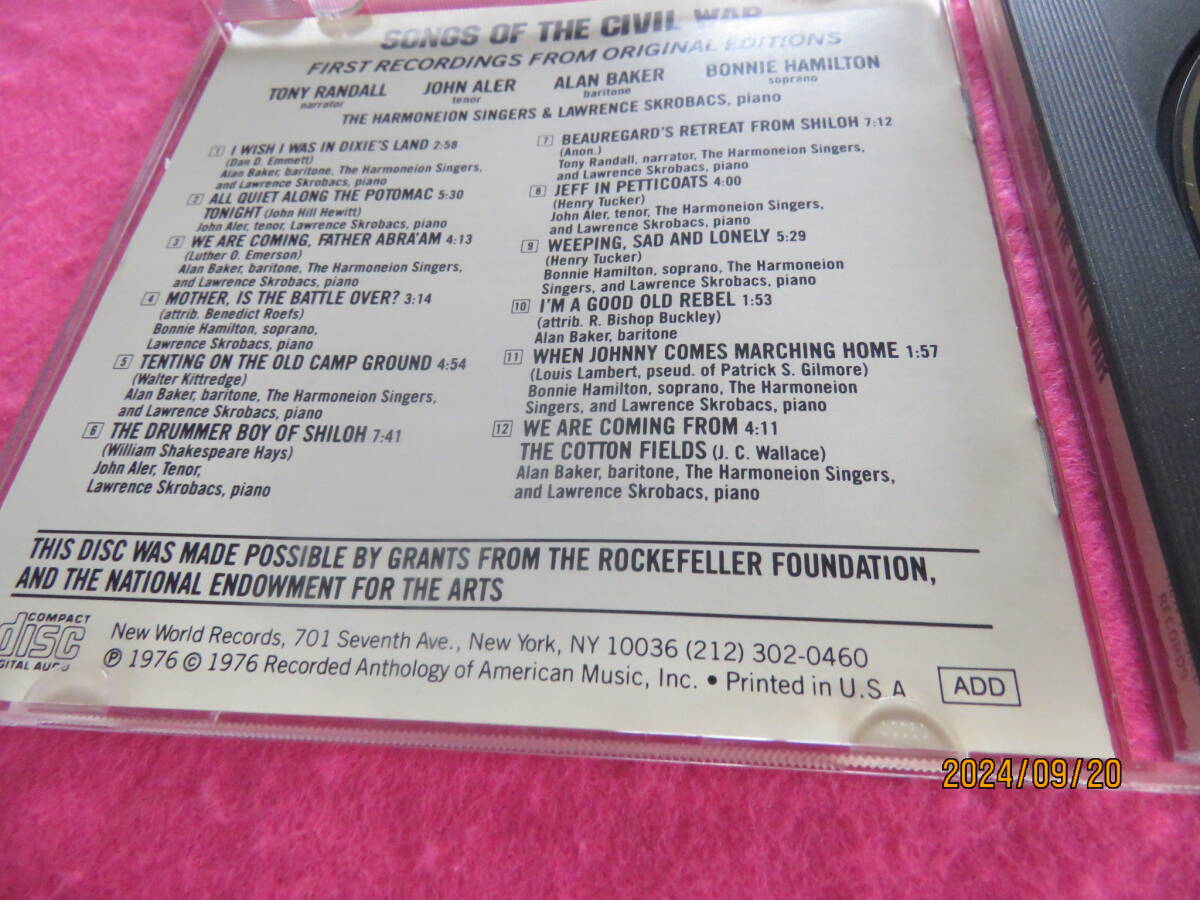 SONGS OF THE CIVIL WAR
FIRST RECORDINGS FROM ORIGINAL EDITIONS
TONY RANDALL
narrator
JOHN ALER
tenor
ALAN BAKER
baritone
BONNIE HAMILTON
soprano
THE HARMONEION SINGERS & LAWRENCE SKROBACS, piano
1 I WISH I WAS IN DIXIE'S LAND 2:58
(Dan D. Emmett)
Alan Baker, baritone, The Harmoneion Singers,
and Lawrence Skrobacs, piano
2 ALL QUIET ALONG THE POTOMAC 5:30
TONIGHT (John Hill Hewitt)
John Aler, tenor, Lawrence Skrobacs, piano
3 WE ARE COMING, FATHER ABRA'AM 4:13
(Luther O. Emerson)
Alan Baker, baritone, The Harmoneion Singers,
and Lawrence Skrobacs, piano
4 MOTHER, IS THE BATTLE OVER? 3:14
(attrib. Benedict Roefs)
Bonnie Hamilton, soprano,
Lawrence Skrobacs, piano
5 TENTING ON THE OLD CAMP GROUND 4:54
(Walter Kittredge)
Alan Baker, baritone, The Harmoneion Singers,
and Lawrence Skrobacs, piano
6 THE DRUMMER BOY OF SHILOH 7:41
(William Shakespeare Hays)
John Aler, Tenor,
Lawrence Skrobacs, piano
7 BEAUREGARD'S RETREAT FROM SHILOH 7:12
(Anon.)
Tony Randall, narrator, The Harmoneion Singers,
and Lawrence Skrobacs, piano
8 JEFF IN PETTICOATS 4:00
(Henry Tucker)
John Aler, tenor, The Harmoneion Singers,
and Lawrence Skrobacs, piano
9 WEEPING, SAD AND LONELY 5:29
(Henry Tucker)
Bonnie Hamilton, soprano, The Harmoneion
Singers, and Lawrence Skrobacs, piano
10 I'M A GOOD OLD REBEL 1:53
(attrib. R. Bishop Buckley)
Alan Baker, baritone
11 WHEN JOHNNY COMES MARCHING HOME 1:57
(Louis Lambert, pseud. of Patrick S. Gilmore)
Bonnie Hamilton, soprano, The Harmoneion
Singers, and Lawrence Skrobacs, piano
12 WE ARE COMING FROM 4:11
THE COTTON FIELDS (J. C. Wallace)
Alan Baker, baritone, The Harmoneion Singers,
and Lawrence Skrobacs, piano
THIS DISC WAS MADE POSSIBLE BY GRANTS FROM THE ROCKEFELLER FOUNDATION,
AND THE NATIONAL ENDOWMENT FOR THE ARTS
COMPACT
disc
DIGITAL AUDIO
New World Records, 701 Seventh Ave., New York, NY 10036 (212) 302-0460
℗ 1976 © 1976 Recorded Anthology of American Music, Inc. • Printed in U.S.A.
ADD
RECORDS
2024/09/20